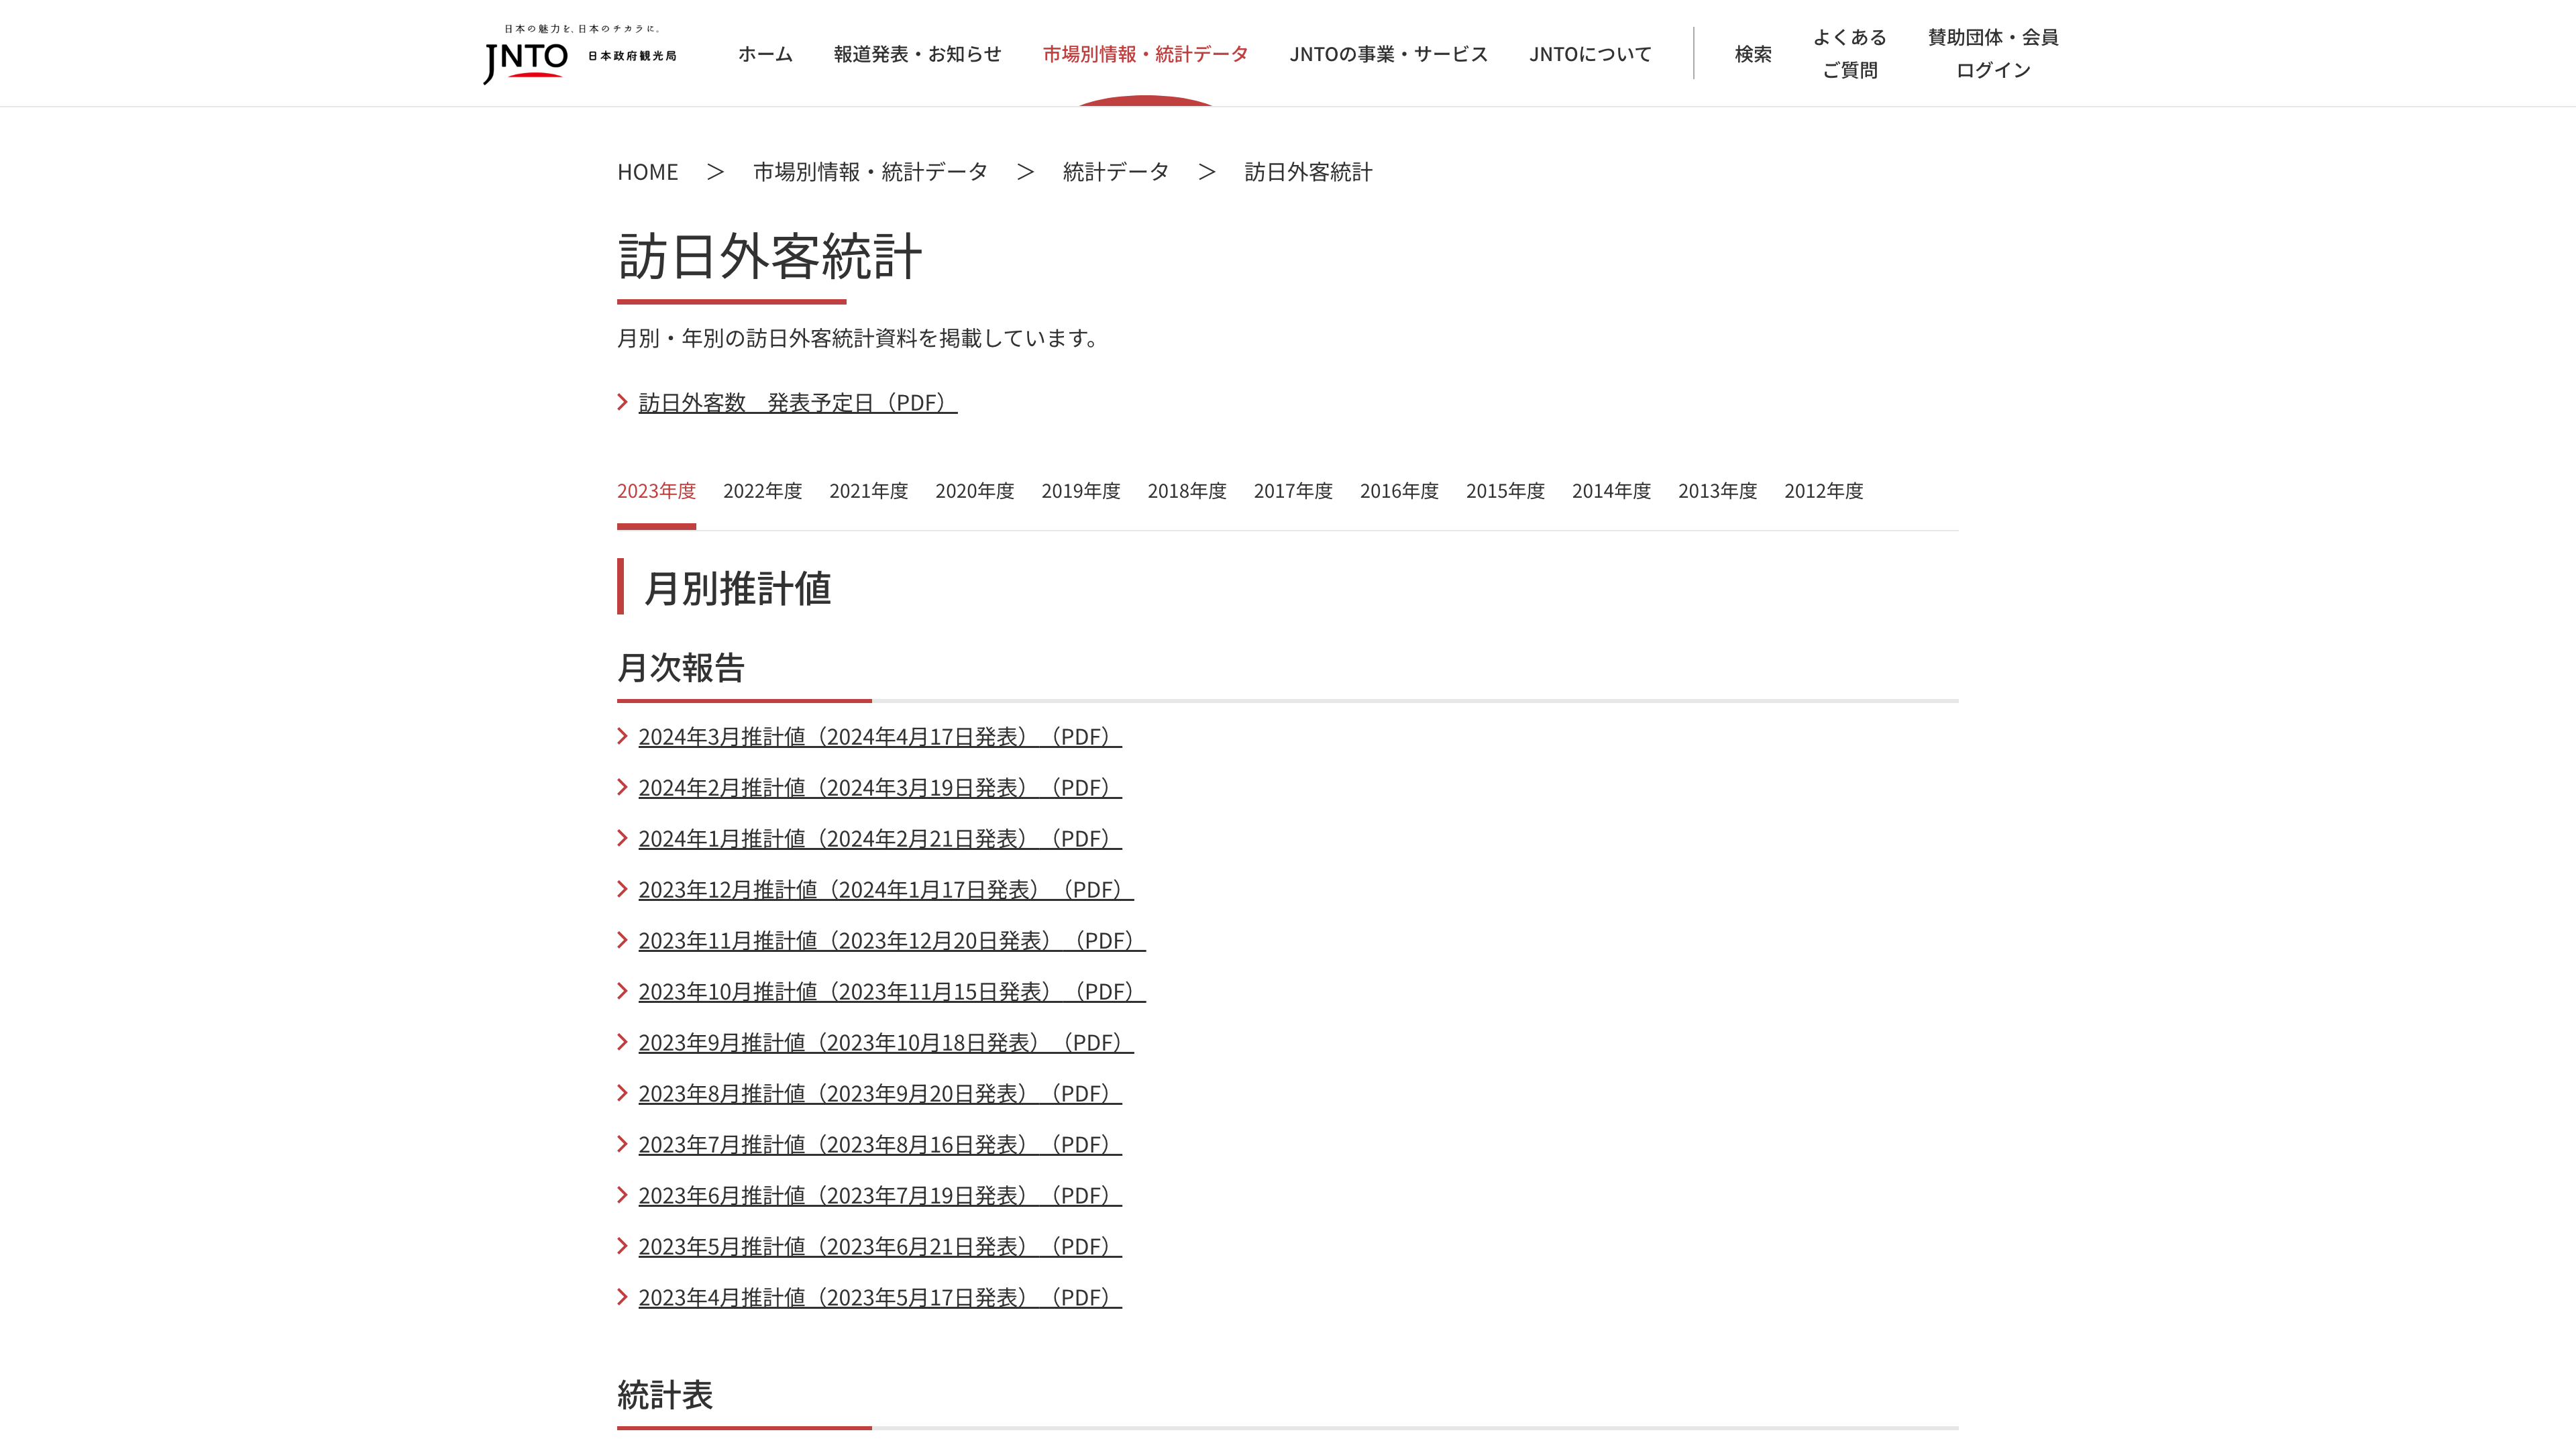 日本の魅力を、日本のチカラに。
JNTO 日本政府観光局
ホーム 報道発表・お知らせ 市場別情報・統計データ JNTOの事業・サービス JNTOについて 検索
よくある
ご質問
賛助団体・会員
ログイン
HOME ＞ 市場別情報・統計データ ＞ 統計データ ＞ 訪日外客統計
訪日外客統計
月別・年別の訪日外客統計資料を掲載しています。
訪日外客数　発表予定日（PDF）
2023年度 2022年度 2021年度 2020年度 2019年度 2018年度 2017年度 2016年度 2015年度 2014年度 2013年度 2012年度
月別推計値
月次報告
2024年3月推計値（2024年4月17日発表）（PDF）
2024年2月推計値（2024年3月19日発表）（PDF）
2024年1月推計値（2024年2月21日発表）（PDF）
2023年12月推計値（2024年1月17日発表）（PDF）
2023年11月推計値（2023年12月20日発表）（PDF）
2023年10月推計値（2023年11月15日発表）（PDF）
2023年9月推計値（2023年10月18日発表）（PDF）
2023年8月推計値（2023年9月20日発表）（PDF）
2023年7月推計値（2023年8月16日発表）（PDF）
2023年6月推計値（2023年7月19日発表）（PDF）
2023年5月推計値（2023年6月21日発表）（PDF）
2023年4月推計値（2023年5月17日発表）（PDF）
統計表